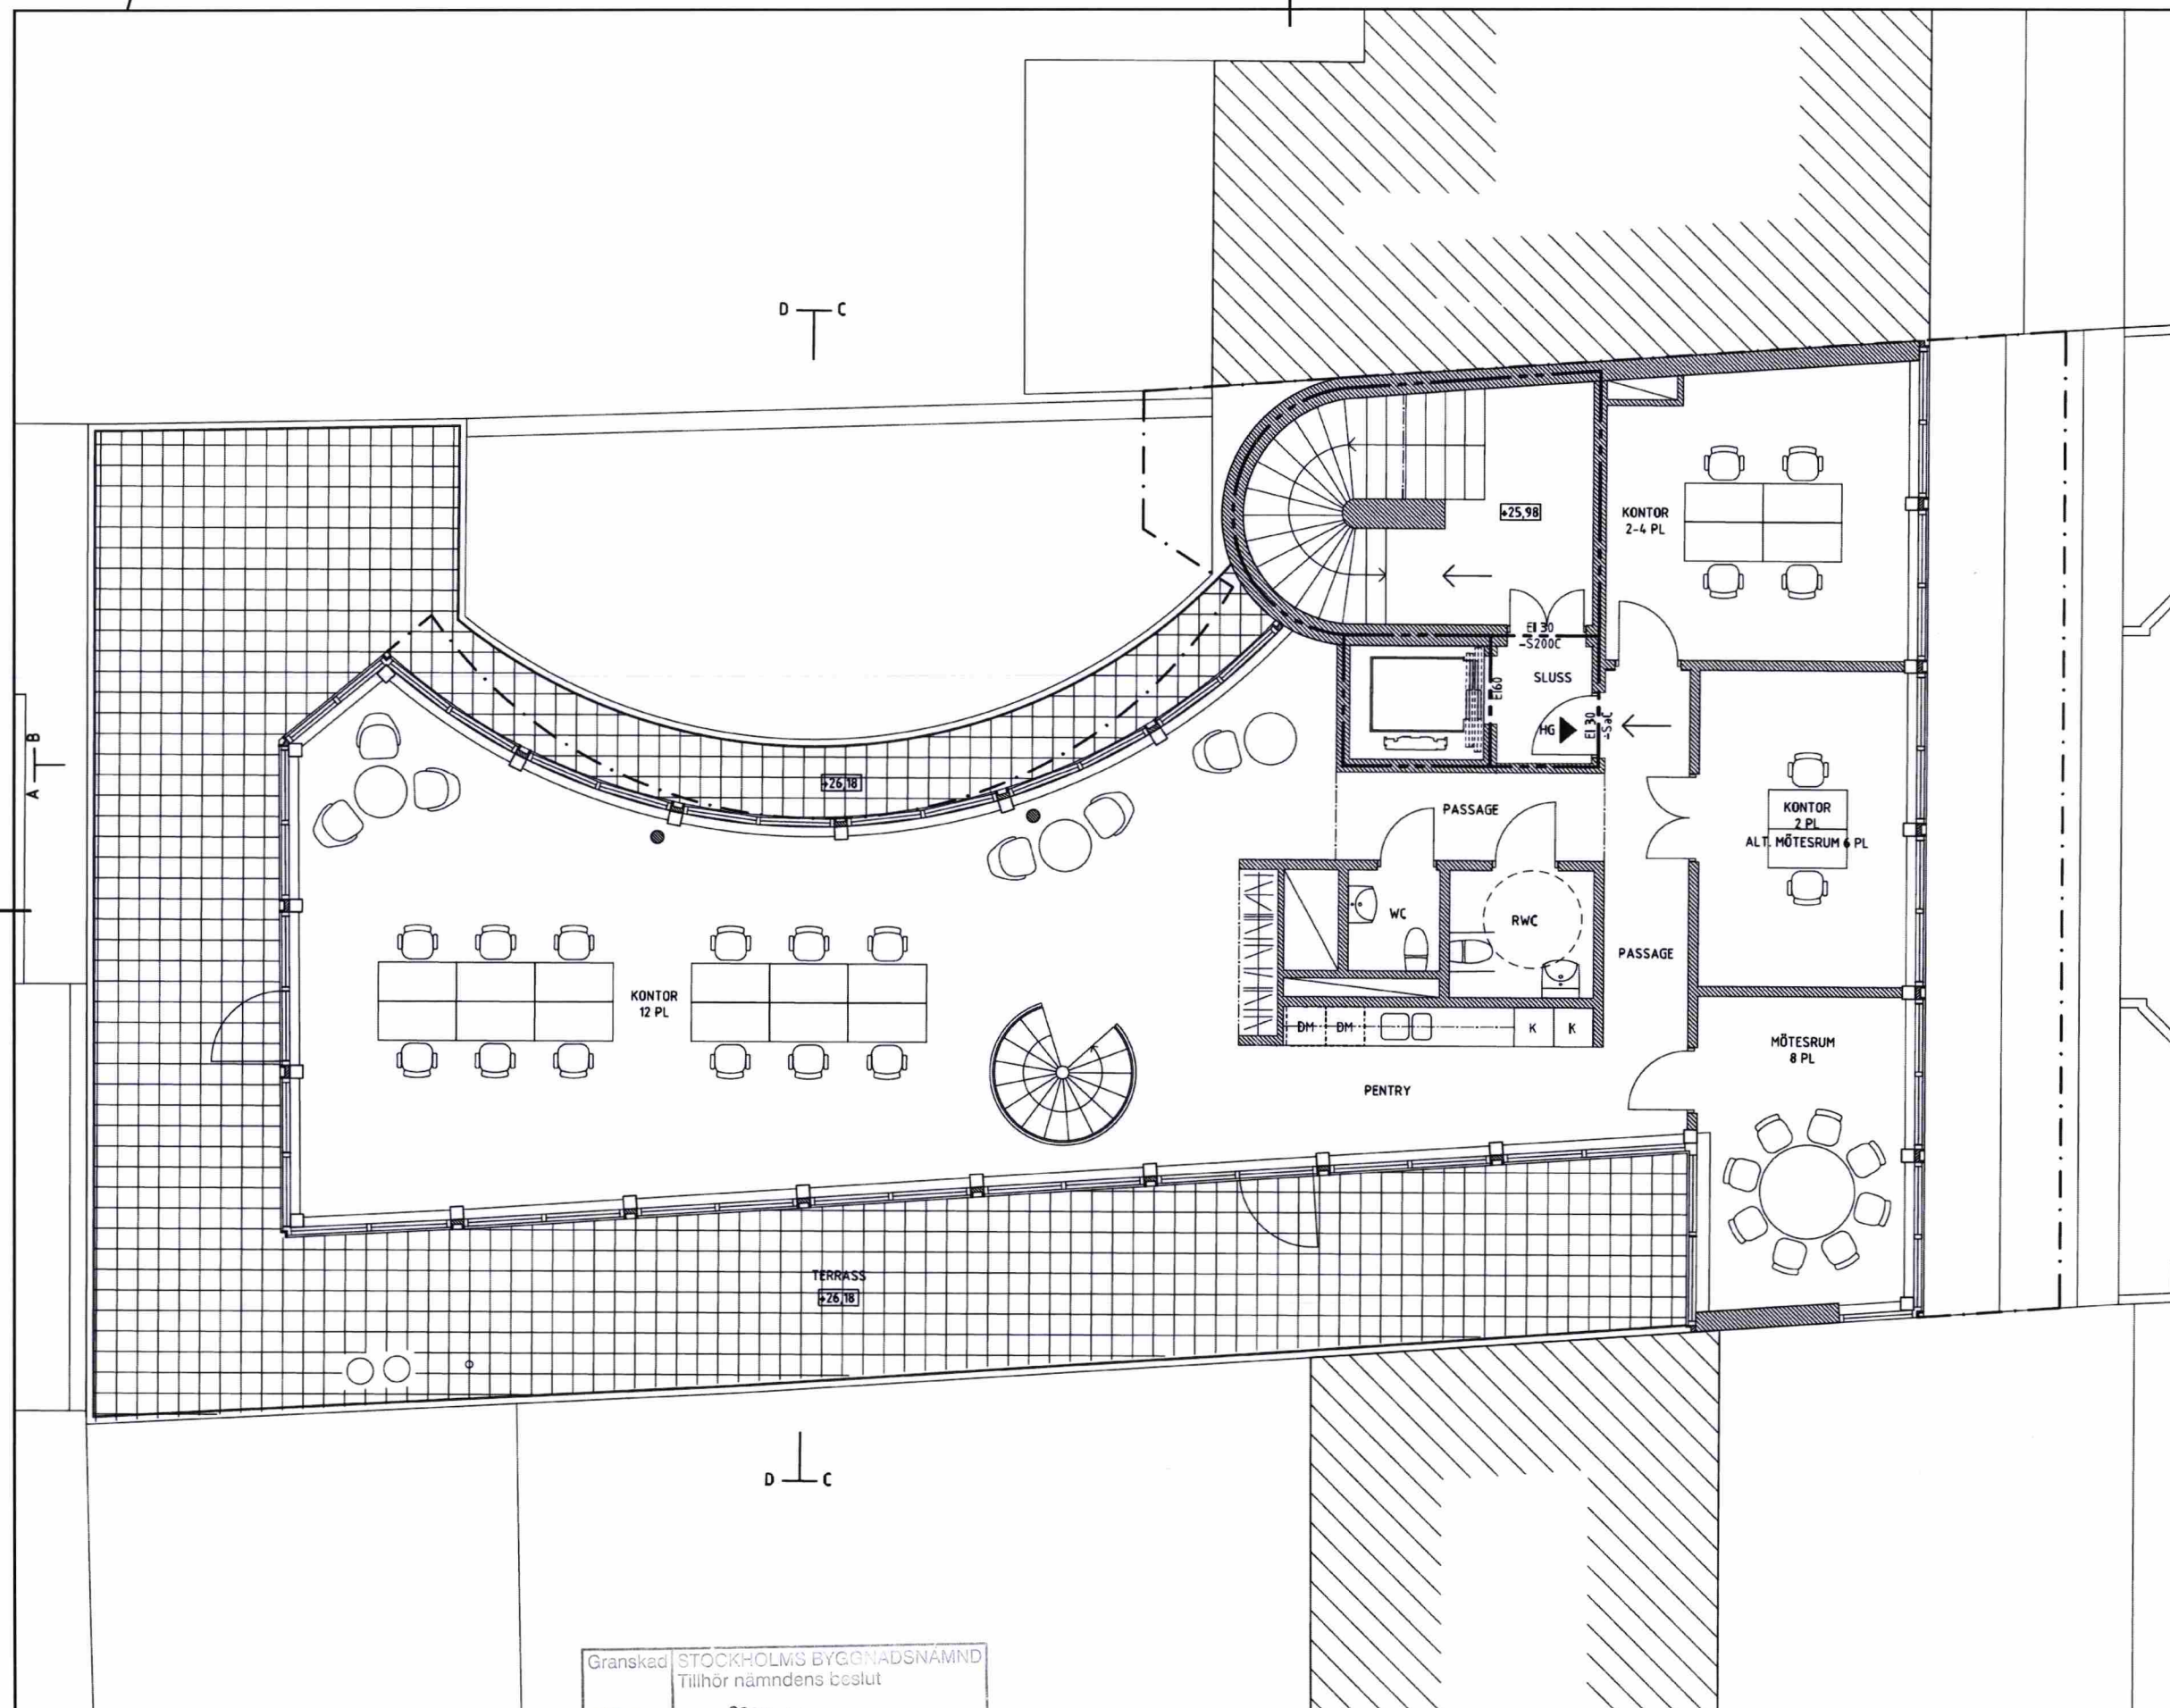 D C
+25,98
KONTOR
2-4 PL
EI 30
-S200C
SLUSS
EI60
HG
EI 30
-SaC
B
A
+26,18
PASSAGE
KONTOR
2 PL
ALT. MÖTESRUM 6 PL
WC
RWC
PASSAGE
KONTOR
12 PL
DM DM K K
MÖTESRUM
8 PL
PENTRY
TERRASS
+26,18
D C
Granskad STOCKHOLMS BYGGNADSNÄMND
Tillhör nämndens beslut